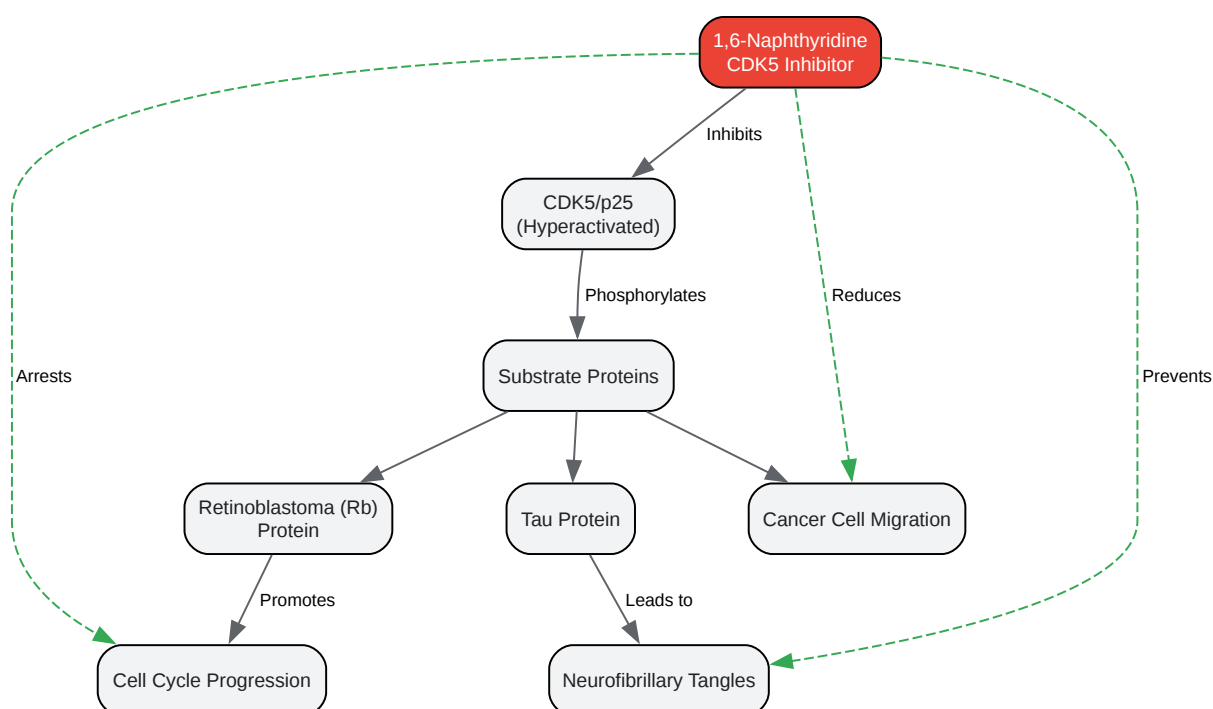 1,6-Naphthyridine
CDK5 Inhibitor
Inhibits
CDK5/p25
(Hyperactivated)
Phosphorylates
Reduces
Arrests
Substrate Proteins
Prevents
Retinoblastoma (Rb)
Protein
Tau Protein
Cancer Cell Migration
Promotes
Leads to
Cell Cycle Progression
Neurofibrillary Tangles